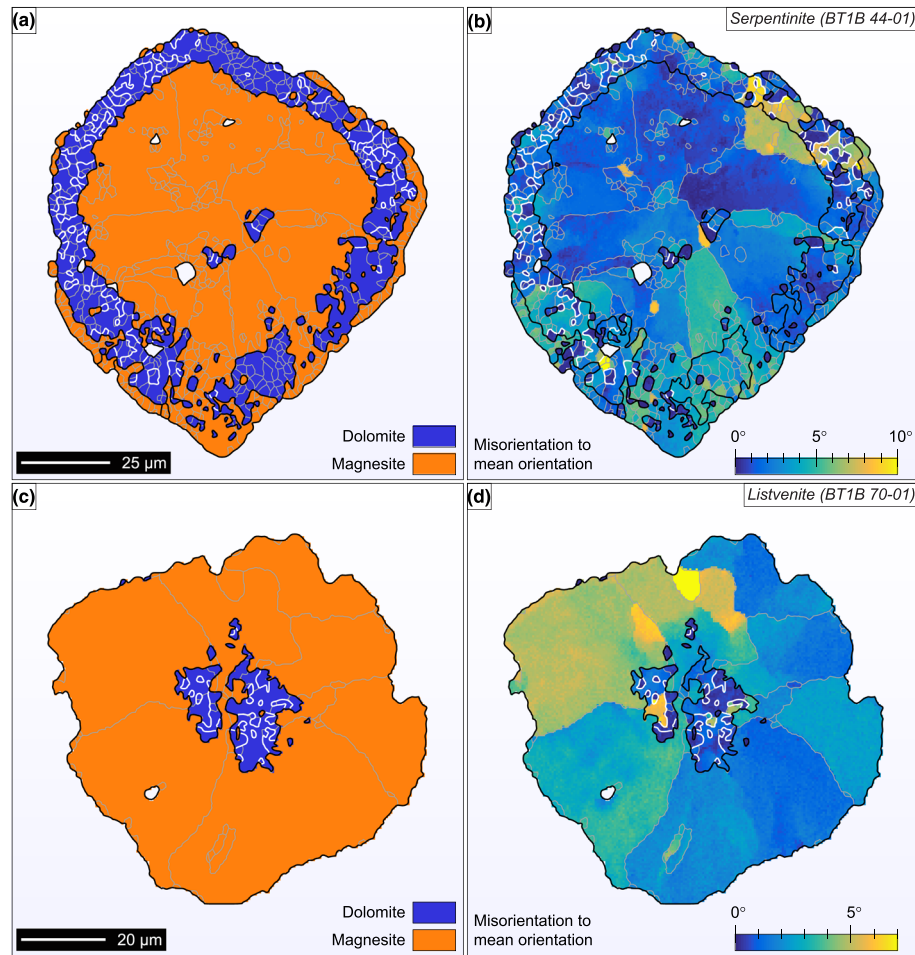 (a)
Dolomite
Magnesite
25 µm
(b)
Serpentinite (BT1B 44-01)
Misorientation to
mean orientation
0° 5° 10°
(c)
Dolomite
Magnesite
20 µm
(d)
Listvenite (BT1B 70-01)
Misorientation to
mean orientation
0° 5°